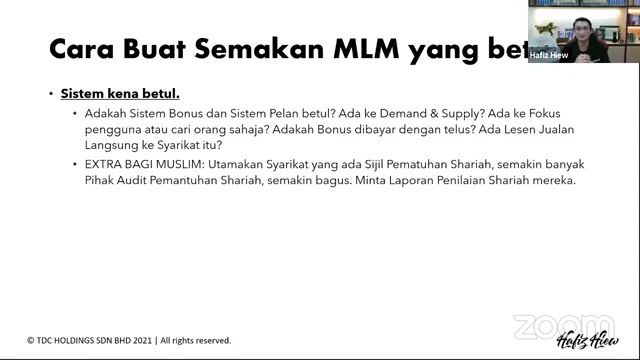 Cara Buat Semakan MLM yang bet
Hafiz Hiew
• Sistem kena betul.
• Adakah Sistem Bonus dan Sistem Pelan betul? Ada ke Demand & Supply? Ada ke Fokus
pengguna atau cari orang sahaja? Adakah Bonus dibayar dengan telus? Ada Lesen Jualan
Langsung ke Syarikat itu?
• EXTRA BAGI MUSLIM: Utamakan Syarikat yang ada Sijil Pematuhan Shariah, semakin banyak
Pihak Audit Pemantuhan Shariah, semakin bagus. Minta Laporan Penilaian Shariah mereka.
zoom
© TDC HOLDINGS SDN BHD 2021 | All rights reserved.
Hafiz Hiew